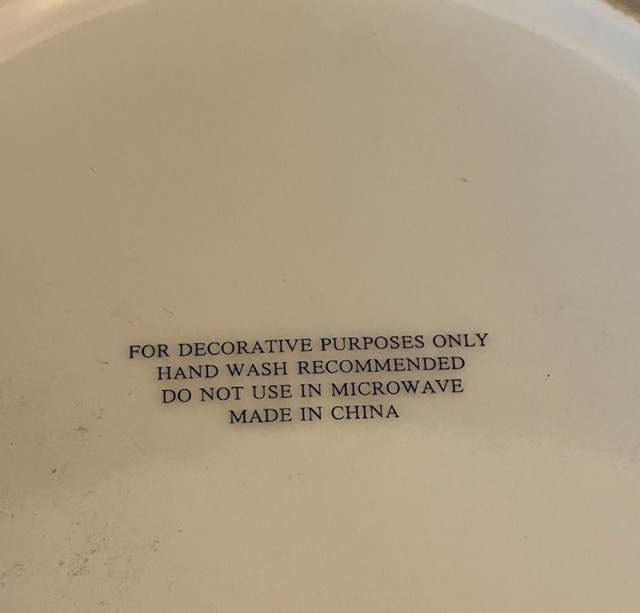 FOR DECORATIVE PURPOSES ONLY
HAND WASH RECOMMENDED
DO NOT USE IN MICROWAVE
MADE IN CHINA